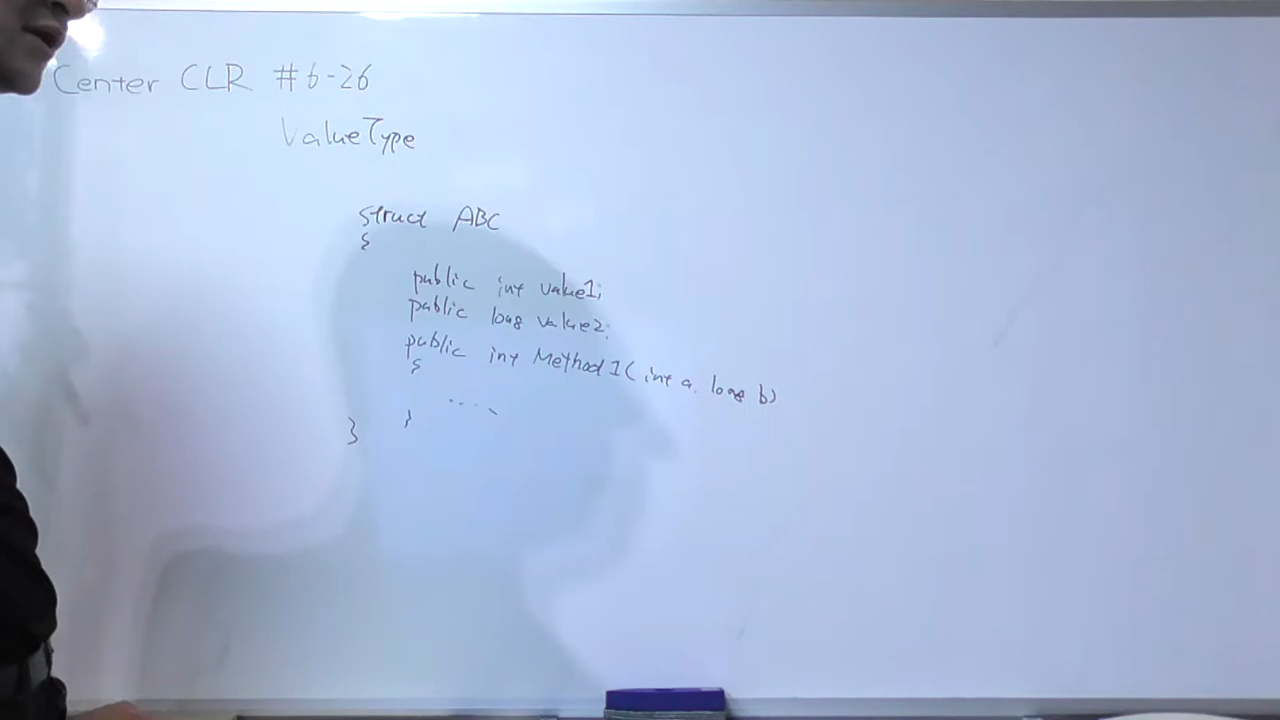 Center CLR #6-26
ValueType
struct ABC
{
public int value1;
public long value2;
public int Method1(int a, long b)
{
....
}
}